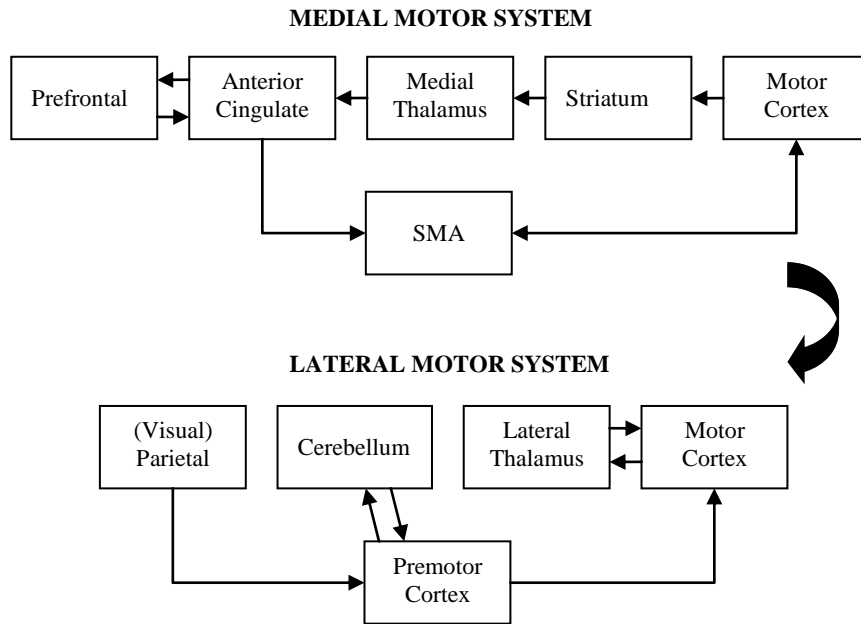 MEDIAL MOTOR SYSTEM
Prefrontal
Anterior
Cingulate
Medial
Thalamus
Striatum
Motor
Cortex
SMA
LATERAL MOTOR SYSTEM
(Visual)
Parietal
Cerebellum
Lateral
Thalamus
Motor
Cortex
Premotor
Cortex